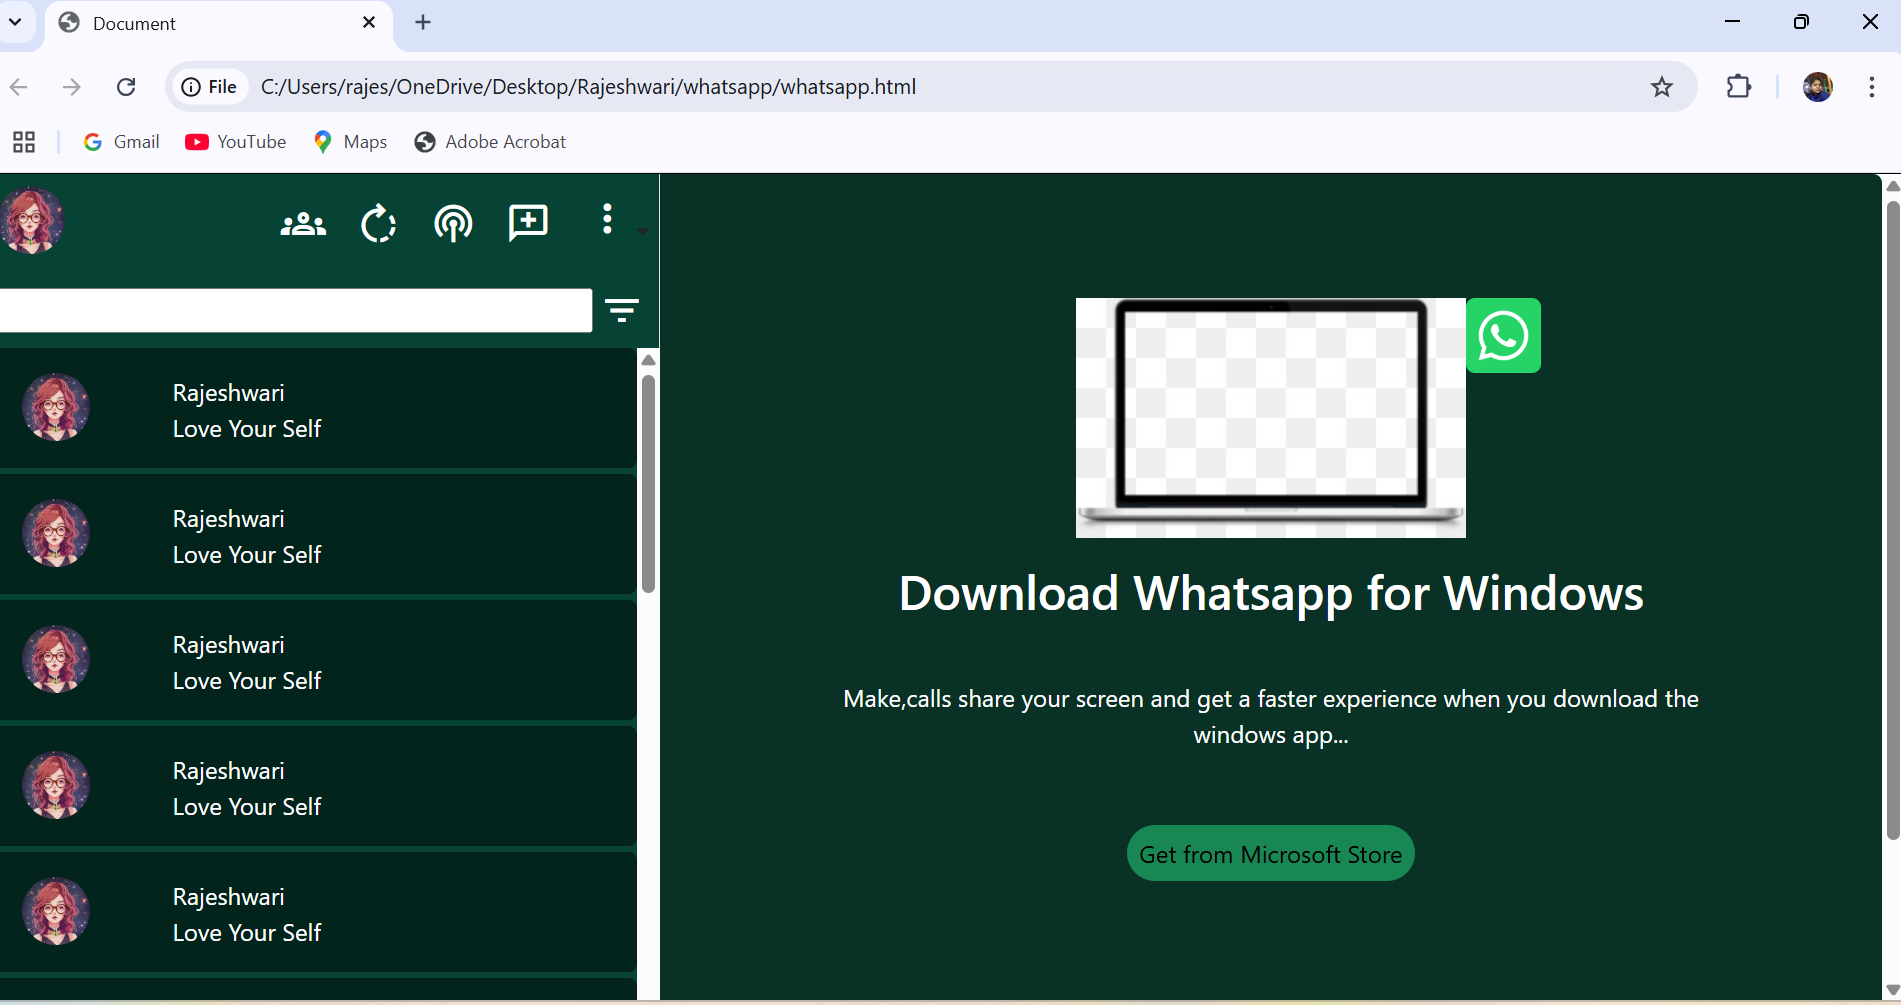 Document
File
C:/Users/rajes/OneDrive/Desktop/Rajeshwari/whatsapp/whatsapp.html
Gmail
YouTube
Maps
Adobe Acrobat
Rajeshwari
Love Your Self
Rajeshwari
Love Your Self
Rajeshwari
Love Your Self
Rajeshwari
Love Your Self
Rajeshwari
Love Your Self
Download Whatsapp for Windows
Make,calls share your screen and get a faster experience when you download the
windows app...
Get from Microsoft Store